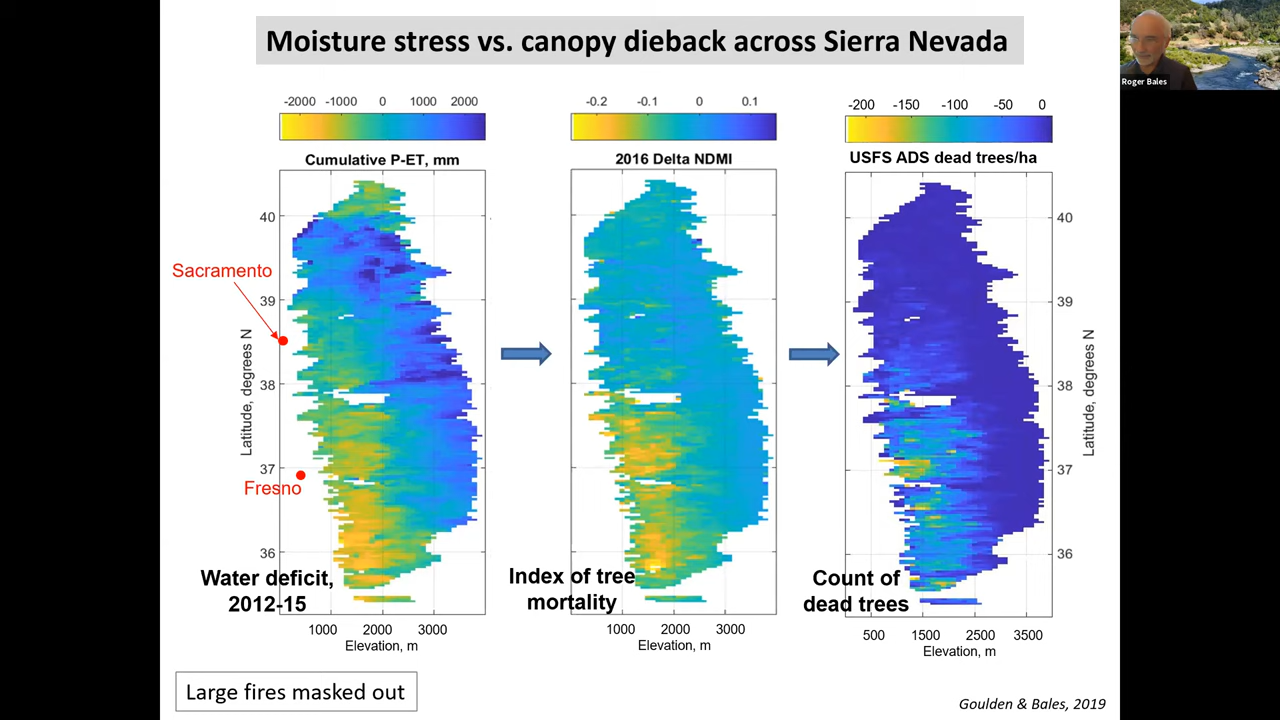 Moisture stress vs. canopy dieback across Sierra Nevada
Roger Bales
-2000 -1000 0 1000 2000
Cumulative P-ET, mm
-0.2 -0.1 0 0.1
2016 Delta NDMI
-200 -150 -100 -50 0
USFS ADS dead trees/ha
Sacramento
Fresno
Latitude, degrees N
40
39
38
37
36
Water deficit,
2012-15
1000 2000 3000
Elevation, m
Index of tree
mortality
1000 2000 3000
Elevation, m
Count of
dead trees
500 1500 2500 3500
Elevation, m
40
39
38
37
36
Latitude, degrees N
Large fires masked out
Goulden & Bales, 2019